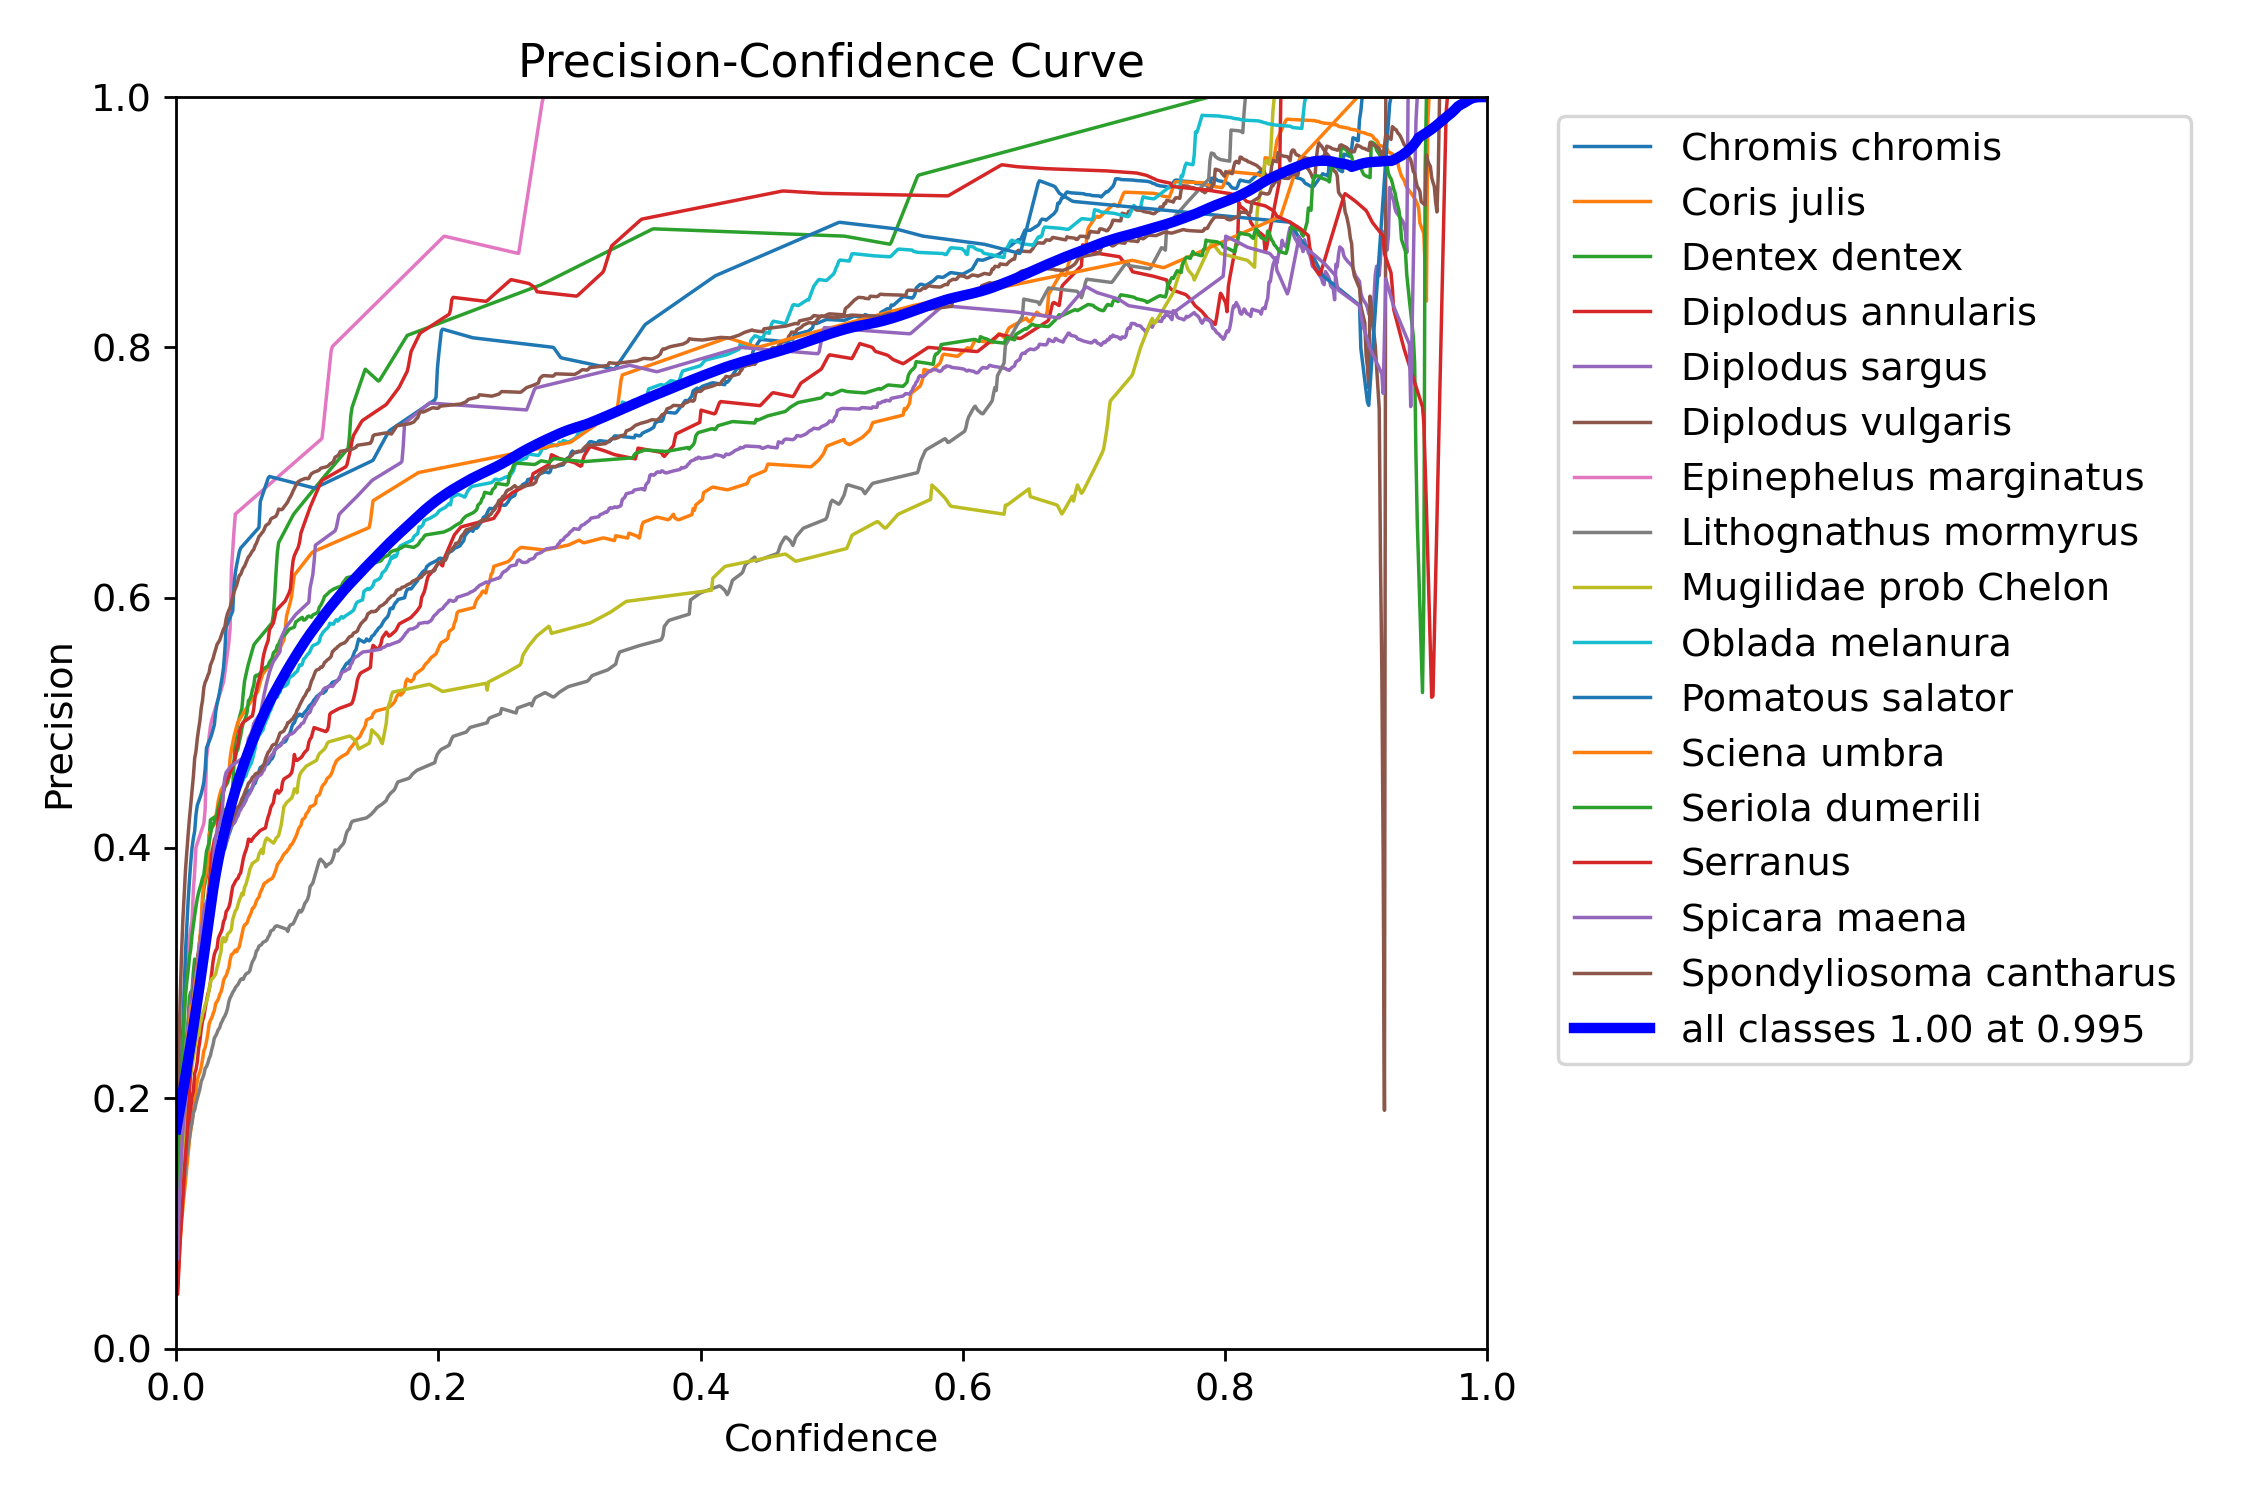 Precision-Confidence Curve
1.0
0.8
0.6
0.4
0.2
0.0
Precision
0.0 0.2 0.4 0.6 0.8 1.0
Confidence
Chromis chromis
Coris julis
Dentex dentex
Diplodus annularis
Diplodus sargus
Diplodus vulgaris
Epinephelus marginatus
Lithognathus mormyrus
Mugilidae prob Chelon
Oblada melanura
Pomatous salator
Sciena umbra
Seriola dumerili
Serranus
Spicara maena
Spondyliosoma cantharus
all classes 1.00 at 0.995